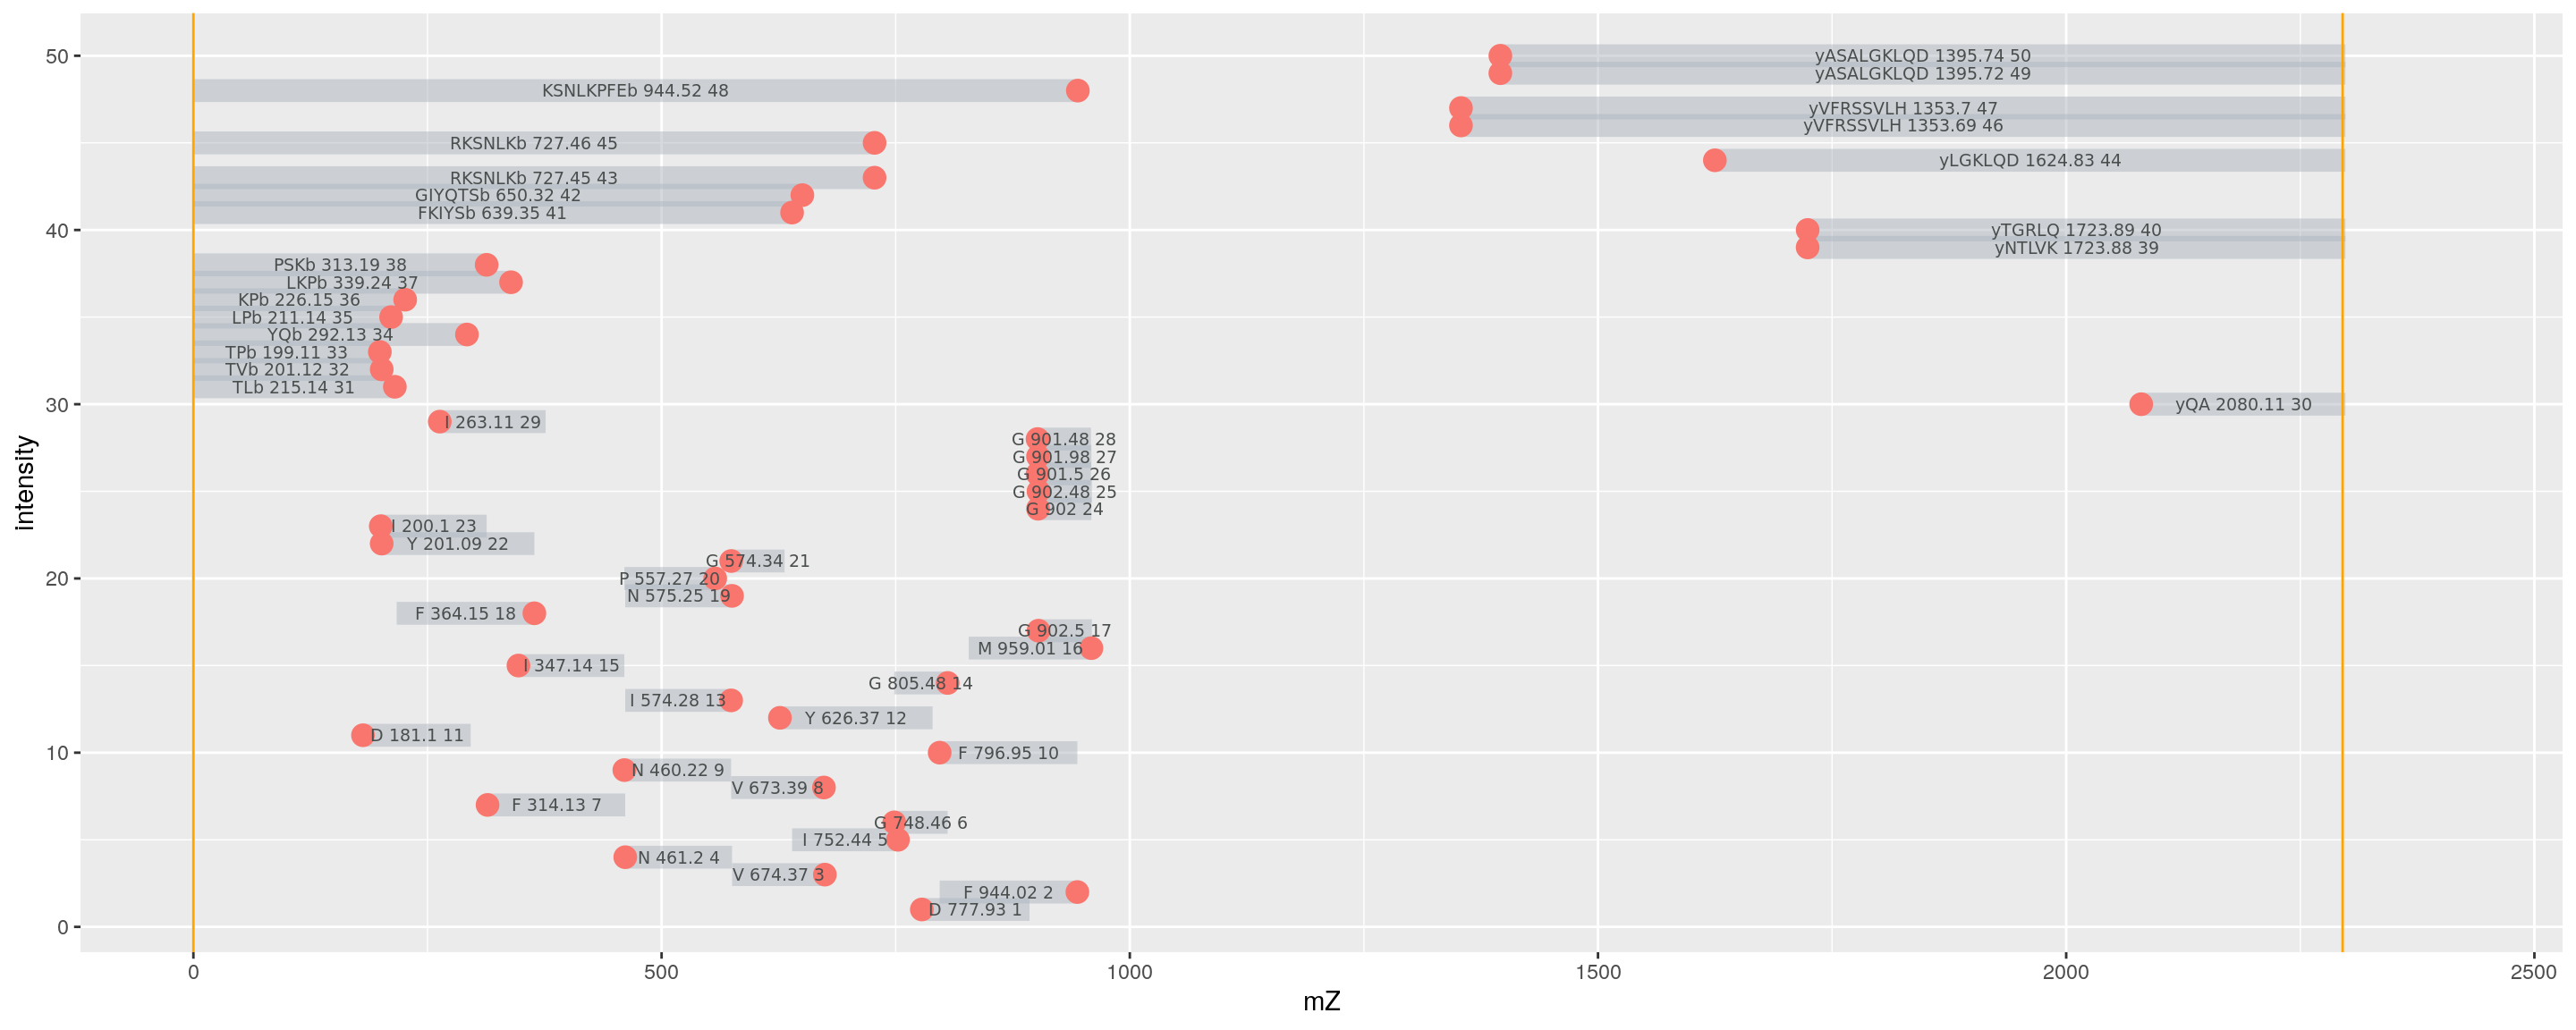 50
yASALGKLQD 1395.74 50
yASALGKLQD 1395.72 49
KSNLKPFEb 944.52 48
yVFRSSVLH 1353.7 47
yVFRSSVLH 1353.69 46
RKSNLKb 727.46 45
yLGKLQD 1624.83 44
RKSNLKb 727.45 43
GIYQTSb 650.32 42
FKIYSb 639.35 41
40
yTGRLQ 1723.89 40
yNTLVK 1723.88 39
PSKb 313.19 38
LKPb 339.24 37
KPb 226.15 36
LPb 211.14 35
YQb 292.13 34
TPb 199.11 33
TVb 201.12 32
TLb 215.14 31
30
yQA 2080.11 30
I 263.11 29
G 901.48 28
G 901.98 27
G 901.5 26
G 902.48 25
G 902 24
intensity
I 200.1 23
Y 201.09 22
G 574.34 21
20
P 557.27 20
N 575.25 19
F 364.15 18
G 902.5 17
M 959.01 16
I 347.14 15
G 805.48 14
I 574.28 13
Y 626.37 12
D 181.1 11
10
F 796.95 10
N 460.22 9
V 673.39 8
F 314.13 7
G 748.46 6
I 752.44 5
N 461.2 4
V 674.37 3
F 944.02 2
D 777.93 1
0
0 500 1000 1500 2000 2500
mZ